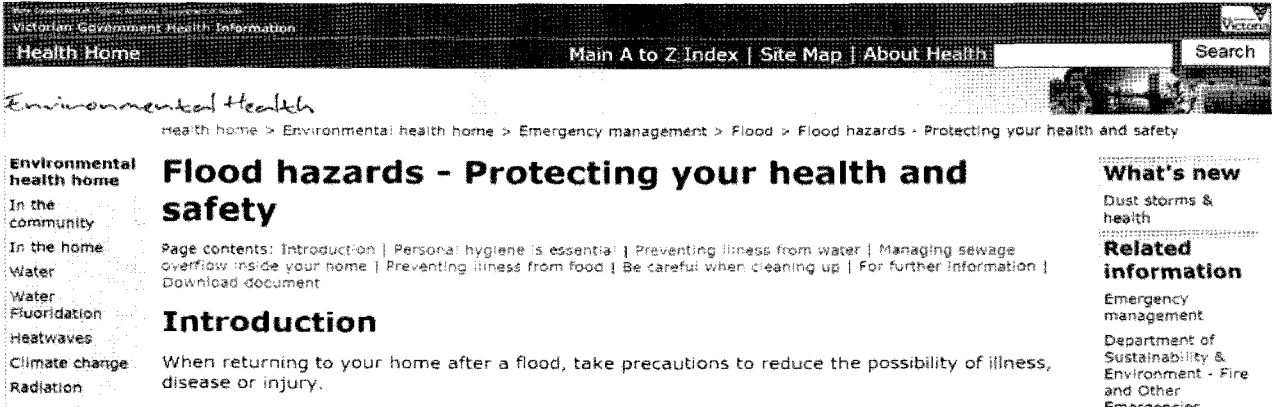 Victorian Government Health Information
Victoria
Health Home
Main A to Z Index | Site Map | About Health
Search
Environmental Health
Health home > Environmental health home > Emergency management > Flood > Flood hazards - Protecting your health and safety
Environmental
health home
In the
community
In the home
Water
Water
Fluoridation
Heatwaves
Climate change
Radiation
Flood hazards - Protecting your health and
safety
Page contents: Introduction | Personal hygiene is essential | Preventing illness from water | Managing sewage
overflow inside your home | Preventing illness from food | Be careful when cleaning up | For further information |
Download document
Introduction
When returning to your home after a flood, take precautions to reduce the possibility of illness,
disease or injury.
What's new
Dust storms &
health
Related
information
Emergency
management
Department of
Sustainability &
Environment - Fire
and Other
Emergencies